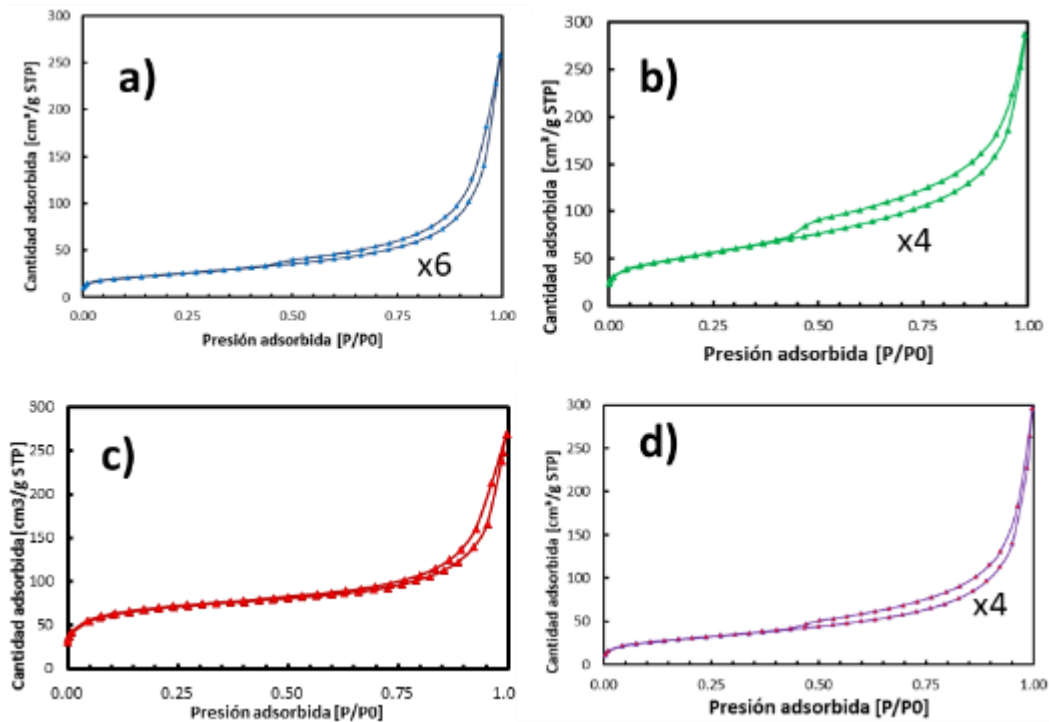 a)
Cantidad adsorbida [cm³/g STP]
300
250
200
150
100
50
0
x6
0.00 0.25 0.50 0.75 1.00
Presión adsorbida [P/P0]
b)
Cantidad adsorbida [cm³/g STP]
300
250
200
150
100
50
0
x4
0.00 0.25 0.50 0.75 1.00
Presión adsorbida [P/P0]
c)
Cantidad adsorbida [cm3/g STP]
300
250
200
150
100
50
0
0.00 0.25 0.50 0.75 1.00
Presión adsorbida [P/P0]
d)
Cantidad adsorbida [cm³/g STP]
300
250
200
150
100
50
0
x4
0.00 0.25 0.50 0.75 1.00
Presión adsorbida [P/P0]